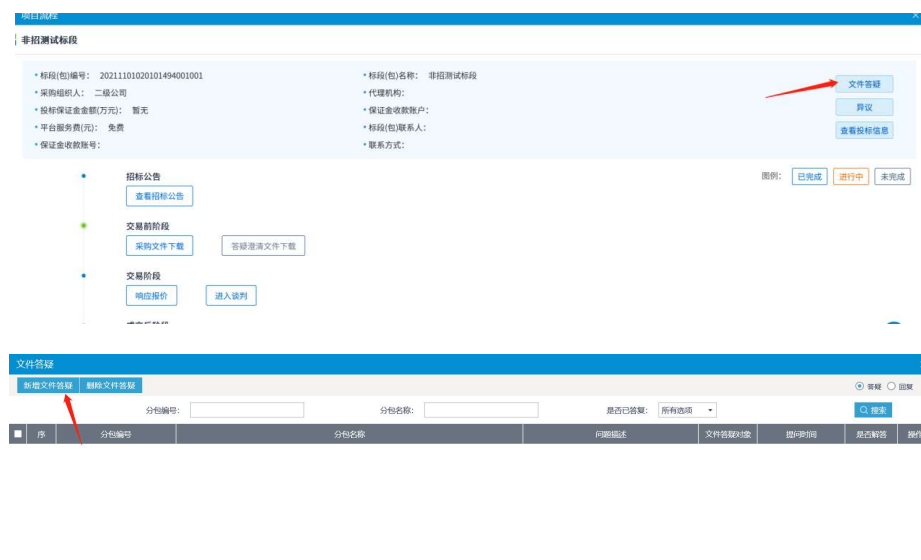 项目流程
非招测试标段
* 标段(包)编号： 2021110102010149400​1001 * 标段(包)名称： 非招测试标段
文件答疑
* 采购组织人： 二级公司 * 代理机构：
* 投标保证金金额(万元)： 暂无 * 保证金收款账户：
异议
* 平台服务费(元)： 免费 * 标段(包)联系人：
查看投标信息
* 保证金收款账号： * 联系方式：
招标公告
图例： 已完成 进行中 未完成
查看招标公告
交易前阶段
采购文件下载 答疑澄清文件下载
交易阶段
响应报价 进入谈判
文件答疑
新增文件答疑 删除文件答疑 答疑 回复
分包编号： 分包名称： 是否已答复： 所有选项 搜索
序 分包编号 分包名称 问题描述 文件答疑对象 提问时间 是否解答 操作